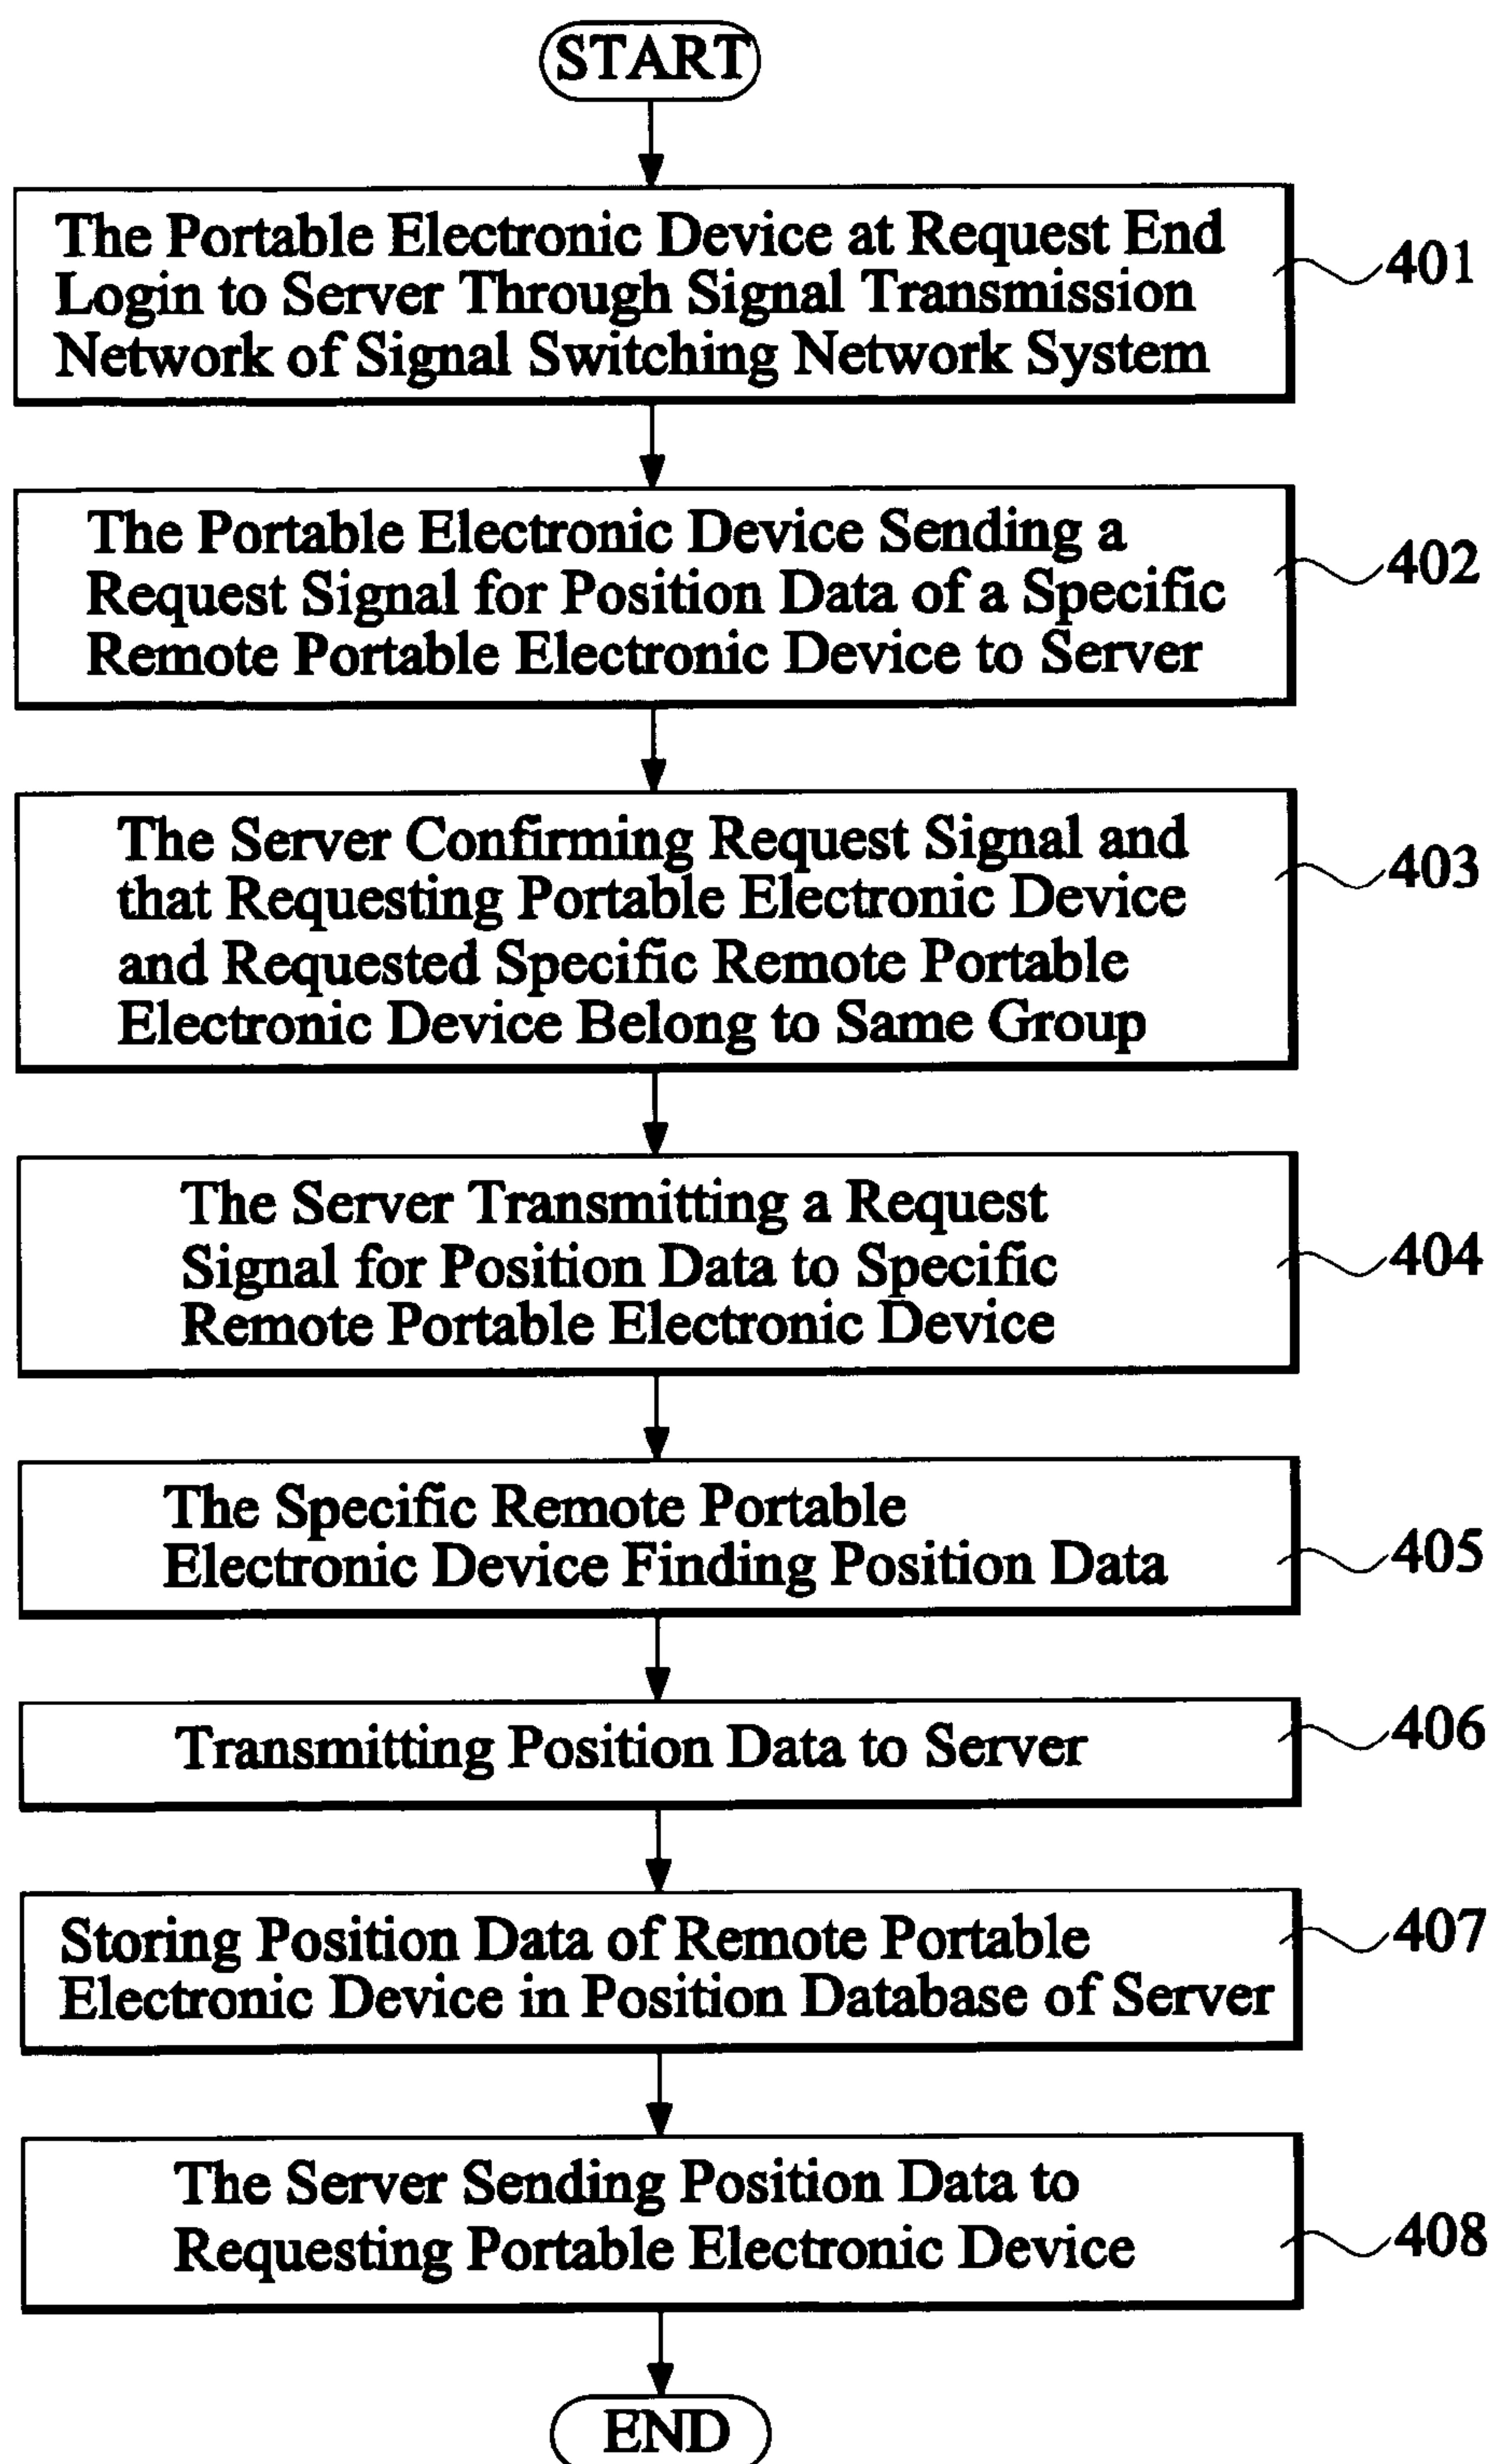 START
The Portable Electronic Device at Request End
Login to Server Through Signal Transmission
Network of Signal Switching Network System
401
The Portable Electronic Device Sending a
Request Signal for Position Data of a Specific
Remote Portable Electronic Device to Server
402
The Server Confirming Request Signal and
that Requesting Portable Electronic Device
and Requested Specific Remote Portable
Electronic Device Belong to Same Group
403
The Server Transmitting a Request
Signal for Position Data to Specific
Remote Portable Electronic Device
404
The Specific Remote Portable
Electronic Device Finding Position Data
405
Transmitting Position Data to Server
406
Storing Position Data of Remote Portable
Electronic Device in Position Database of Server
407
The Server Sending Position Data to
Requesting Portable Electronic Device
408
END